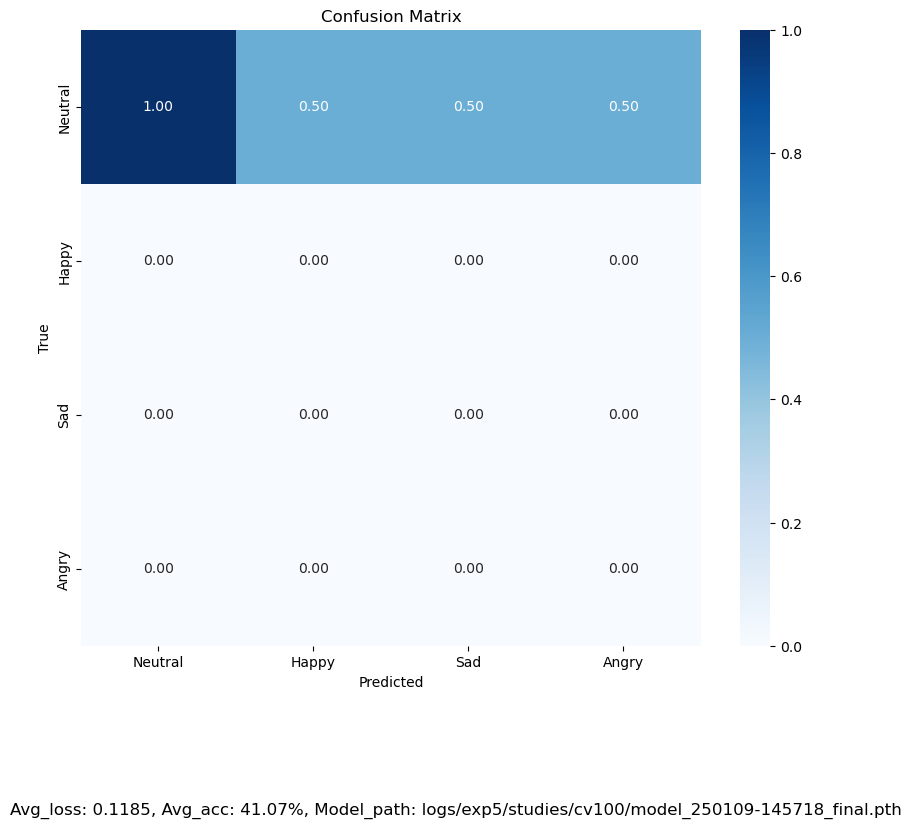 Confusion Matrix
1.0
Neutral 1.00 0.50 0.50 0.50
0.8
Happy 0.00 0.00 0.00 0.00
0.6
True
Sad 0.00 0.00 0.00 0.00
0.4
Angry 0.00 0.00 0.00 0.00
0.2
0.0
Neutral Happy Sad Angry
Predicted
Avg_loss: 0.1185, Avg_acc: 41.07%, Model_path: logs/exp5/studies/cv100/model_250109-145718_final.pth